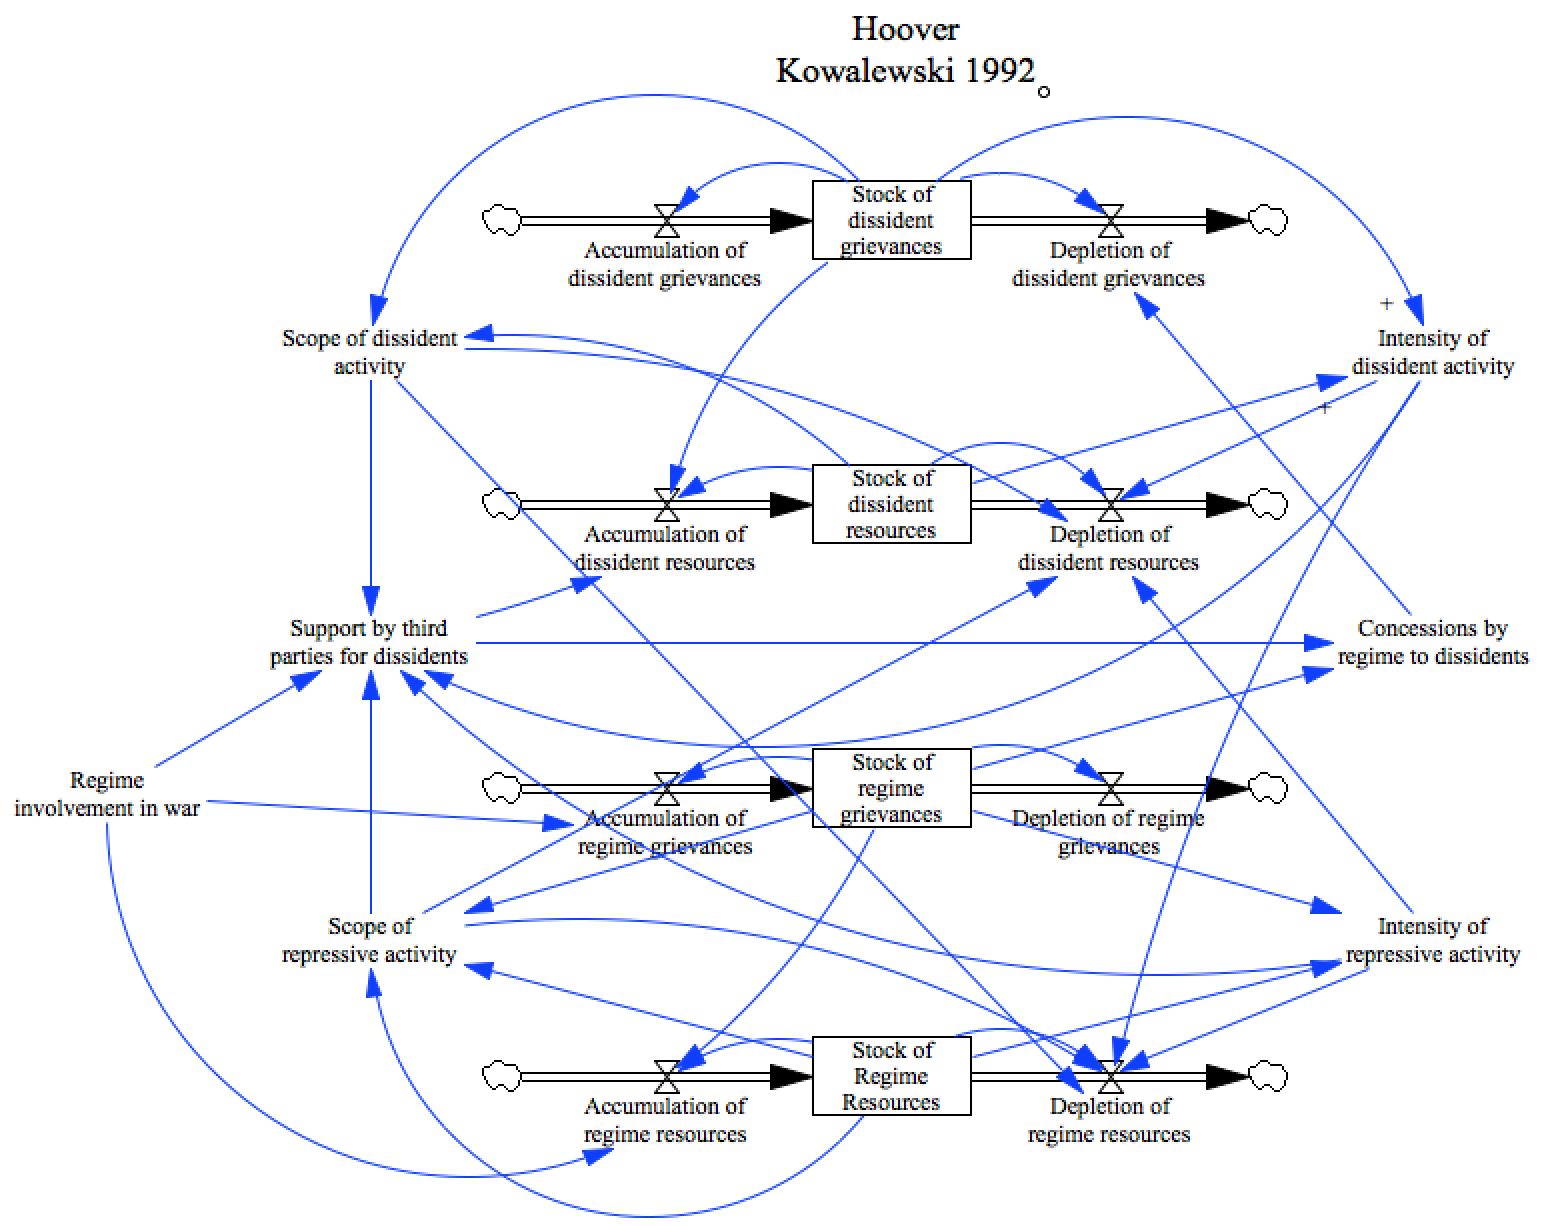 Hoover
Kowalewski 1992
Stock of
dissident
grievances
Accumulation of
dissident grievances
Depletion of
dissident grievances
+
Scope of dissident
activity
Intensity of
dissident activity
+
Stock of
dissident
resources
Accumulation of
dissident resources
Depletion of
dissident resources
Support by third
parties for dissidents
Concessions by
regime to dissidents
Regime
involvement in war
Stock of
regime
grievances
Accumulation of
regime grievances
Depletion of regime
grievances
Scope of
repressive activity
Intensity of
repressive activity
Stock of
Regime
Resources
Accumulation of
regime resources
Depletion of
regime resources